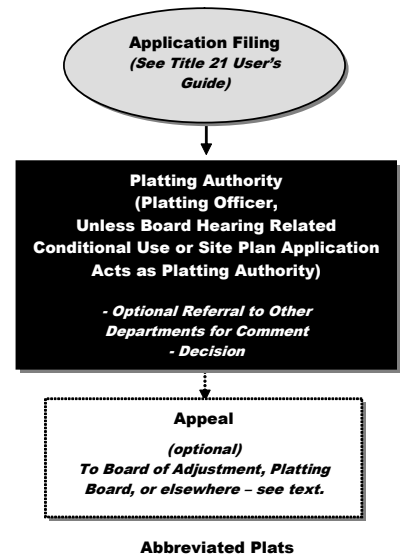 Application Filing
(See Title 21 User's
Guide)
Platting Authority
(Platting Officer,
Unless Board Hearing Related
Conditional Use or Site Plan Application
Acts as Platting Authority)
- Optional Referral to Other
Departments for Comment
- Decision
Appeal
(optional)
To Board of Adjustment, Platting
Board, or elsewhere – see text.
Abbreviated Plats